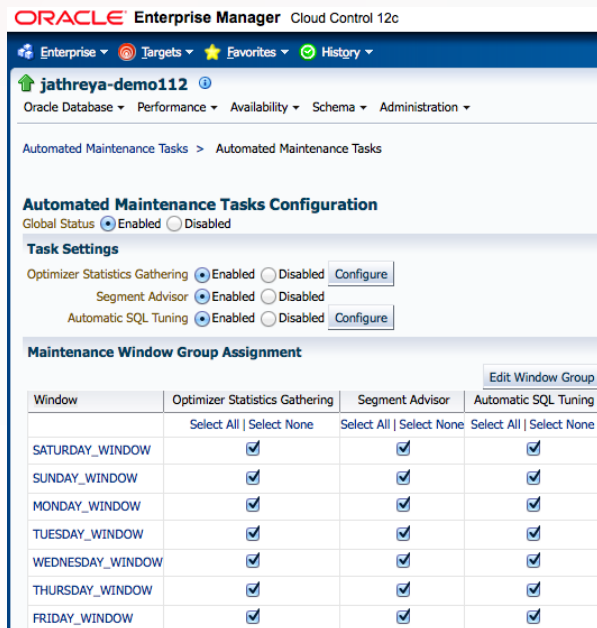 ORACLE Enterprise Manager Cloud Control 12c
Enterprise Targets Favorites History
jathreya-demo112
Oracle Database Performance Availability Schema Administration
Automated Maintenance Tasks > Automated Maintenance Tasks
Automated Maintenance Tasks Configuration
Global Status Enabled Disabled
Task Settings
Optimizer Statistics Gathering Enabled Disabled Configure
Segment Advisor Enabled Disabled
Automatic SQL Tuning Enabled Disabled Configure
Maintenance Window Group Assignment
Edit Window Group
Window Optimizer Statistics Gathering Segment Advisor Automatic SQL Tuning
Select All | Select None Select All | Select None Select All | Select None
SATURDAY_WINDOW
SUNDAY_WINDOW
MONDAY_WINDOW
TUESDAY_WINDOW
WEDNESDAY_WINDOW
THURSDAY_WINDOW
FRIDAY_WINDOW